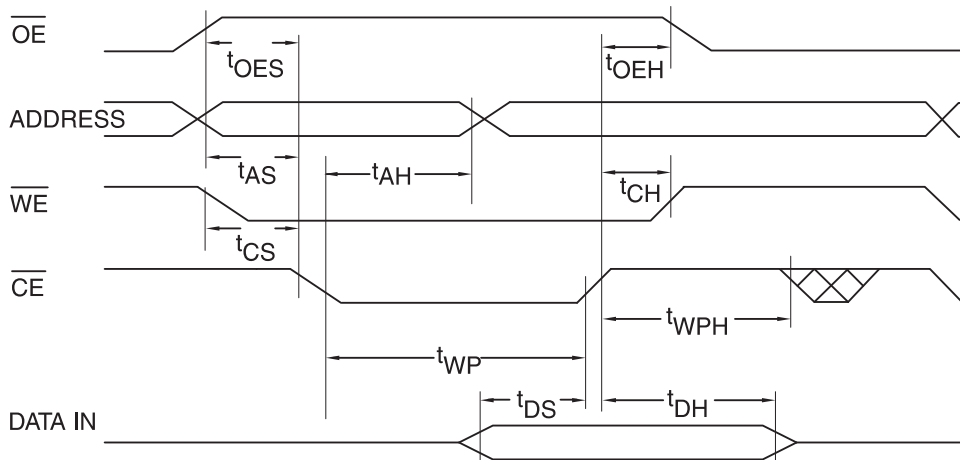 OE
tOES
tOEH
ADDRESS
tAS
tAH
tCH
WE
tCS
CE
tWPH
tWP
tDS
tDH
DATA IN